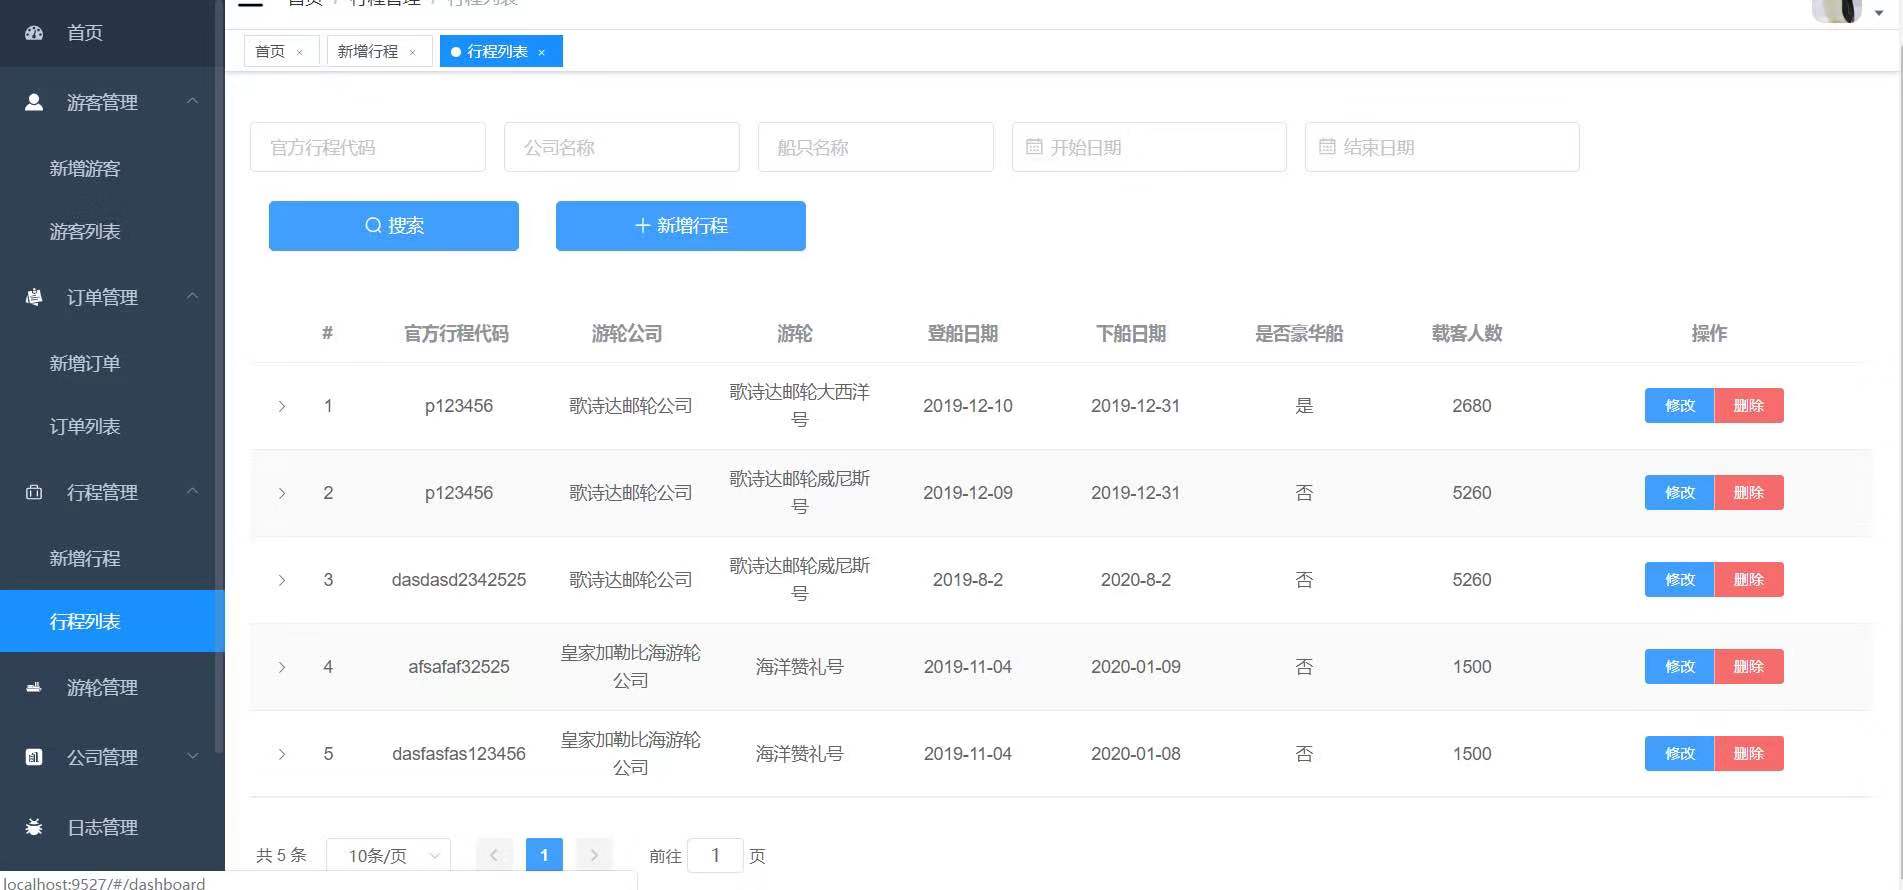 首页 / 行程管理 / 行程列表
首页 ×
新增行程 ×
行程列表 ×
首页
游客管理
新增游客
游客列表
订单管理
新增订单
订单列表
行程管理
新增行程
行程列表
游轮管理
公司管理
日志管理
官方行程代码
公司名称
船只名称
开始日期
结束日期
搜索
新增行程
# 官方行程代码 游轮公司 游轮 登船日期 下船日期 是否豪华船 载客人数 操作
1 p123456 歌诗达邮轮公司 歌诗达邮轮大西洋号 2019-12-10 2019-12-31 是 2680 修改 删除
2 p123456 歌诗达邮轮公司 歌诗达邮轮威尼斯号 2019-12-09 2019-12-31 否 5260 修改 删除
3 dasdasd2342525 歌诗达邮轮公司 歌诗达邮轮威尼斯号 2019-8-2 2020-8-2 否 5260 修改 删除
4 afsafaf32525 皇家加勒比海游轮公司 海洋赞礼号 2019-11-04 2020-01-09 否 1500 修改 删除
5 dasfasfas123456 皇家加勒比海游轮公司 海洋赞礼号 2019-11-04 2020-01-08 否 1500 修改 删除
共 5 条 10条/页 1 前往 1 页
localhost:9527/#/dashboard